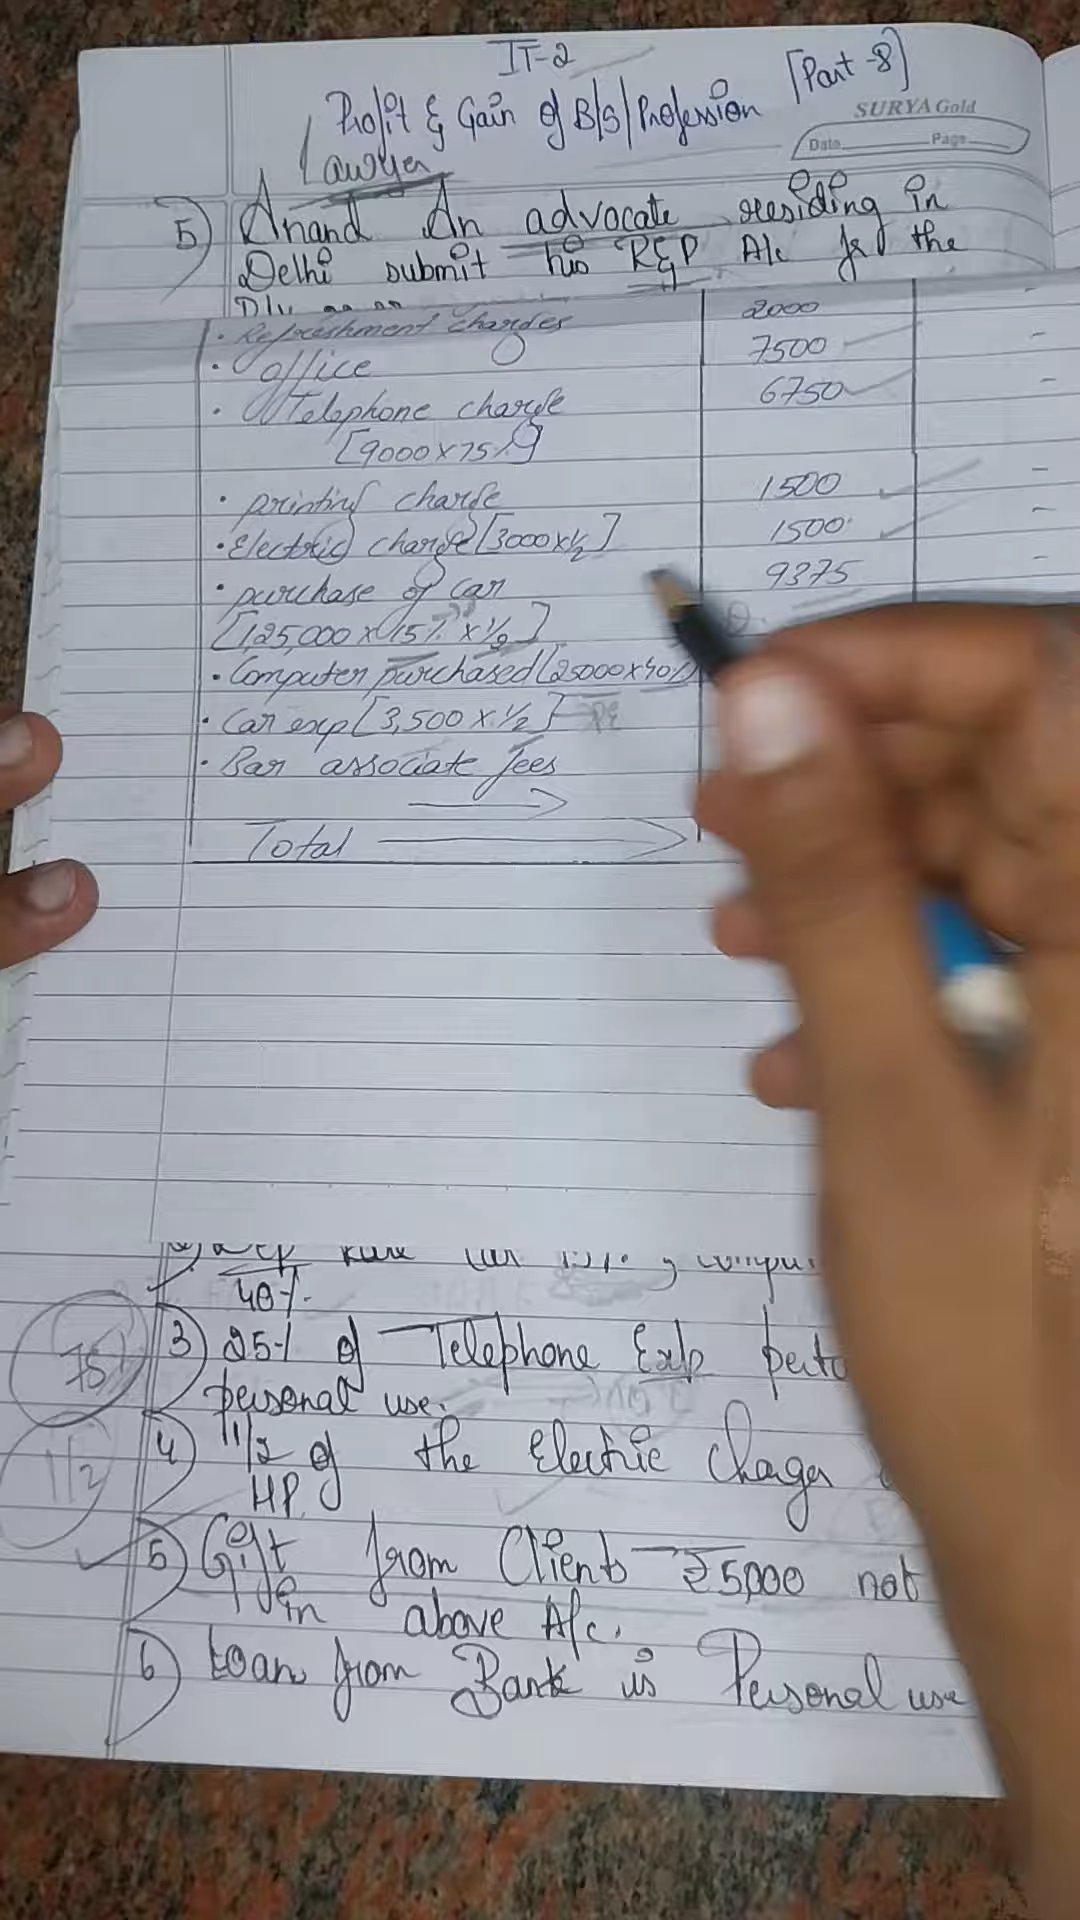 IT-2
Profit & Gain of B/S/Profession [Part-8]
SURYA Gold
Date Page
Lawyer
5) Anand An advocate residing in
Delhi submit his R&P A/c for the
. Refreshment charges 2000
. Office 7500
. Telephone charge 6750
[9000x75%]
. printing charge 1500
. Electric charge [3000x1/2] 1500
. purchase of car 9375
[1,25,000 x 15% x 1/2]
. Computer purchased [25000x40%]
. Car exp [3,500 x 1/2]
. Bar associate fees
Total
40%.
75% 3) 25% of Telephone Exp
personal use.
1/2 4) 1/2 of the Electric Charges
HP.
5) Gift from Clients ₹5,000 not
in above A/c.
6) Loan from Bank is Personal use